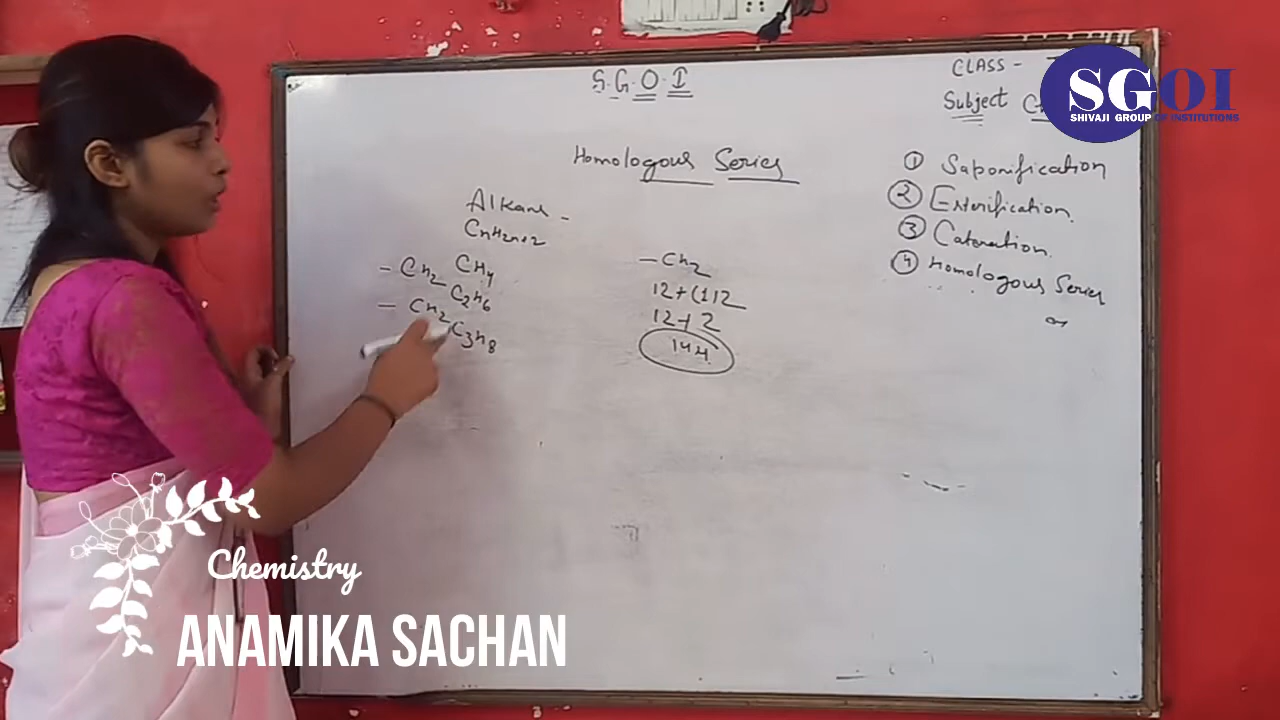 S.G.O.I
CLASS -
Subject
SGOI
SHIVAJI GROUP OF INSTITUTIONS
Homologous Series
① Saponification
② Esterification
③ Catenation
④ Homologous Series
Alkane -
CnH2n+2
CH4
- CH2
C2H6
- CH2
C3H8
- CH2
12+(1)2
12+2
144
Chemistry
ANAMIKA SACHAN